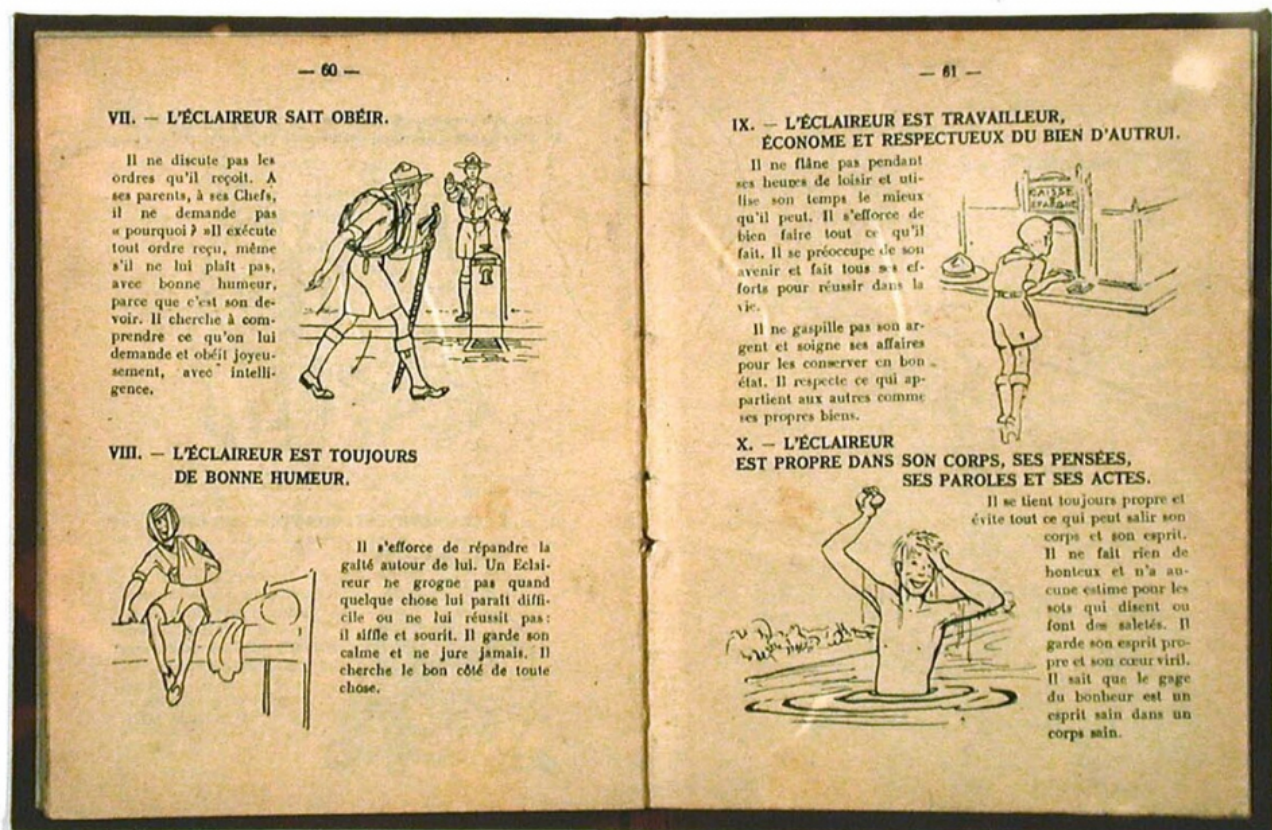 — 60 —
VII. — L'ÉCLAIREUR SAIT OBÉIR.
Il ne discute pas les
ordres qu'il reçoit. A
ses parents, à ses Chefs,
il ne demande pas
« pourquoi ? »Il exécute
tout ordre reçu, même
s'il ne lui plaît pas,
avec bonne humeur,
parce que c'est son de-
voir. Il cherche à com-
prendre ce qu'on lui
demande et obéit joyeu-
sement, avec intelli-
gence.
VIII. — L'ÉCLAIREUR EST TOUJOURS
DE BONNE HUMEUR.
Il s'efforce de répandre la
gaîté autour de lui. Un Eclai-
reur ne grogne pas quand
quelque chose lui paraît diffi-
cile ou ne lui réussit pas :
il siffle et sourit. Il garde son
calme et ne jure jamais. Il
cherche le bon côté de toute
chose.
— 61 —
IX. — L'ÉCLAIREUR EST TRAVAILLEUR,
ÉCONOME ET RESPECTUEUX DU BIEN D'AUTRUI.
Il ne flâne pas pendant
ses heures de loisir et uti-
lise son temps le mieux
qu'il peut. Il s'efforce de
bien faire tout ce qu'il
fait. Il se préoccupe de son
avenir et fait tous ses ef-
forts pour réussir dans la
vie.
Il ne gaspille pas son ar-
gent et soigne ses affaires
pour les conserver en bon
état. Il respecte ce qui ap-
partient aux autres comme
ses propres biens.
CAISSE
EPARGNE
X. — L'ÉCLAIREUR
EST PROPRE DANS SON CORPS, SES PENSÉES,
SES PAROLES ET SES ACTES.
Il se tient toujours propre et
évite tout ce qui peut salir son
corps et son esprit.
Il ne fait rien de
honteux et n'a au-
cune estime pour les
sots qui disent ou
font des saletés. Il
garde son esprit pro-
pre et son cœur viril.
Il sait que le gage
du bonheur est un
esprit sain dans un
corps sain.